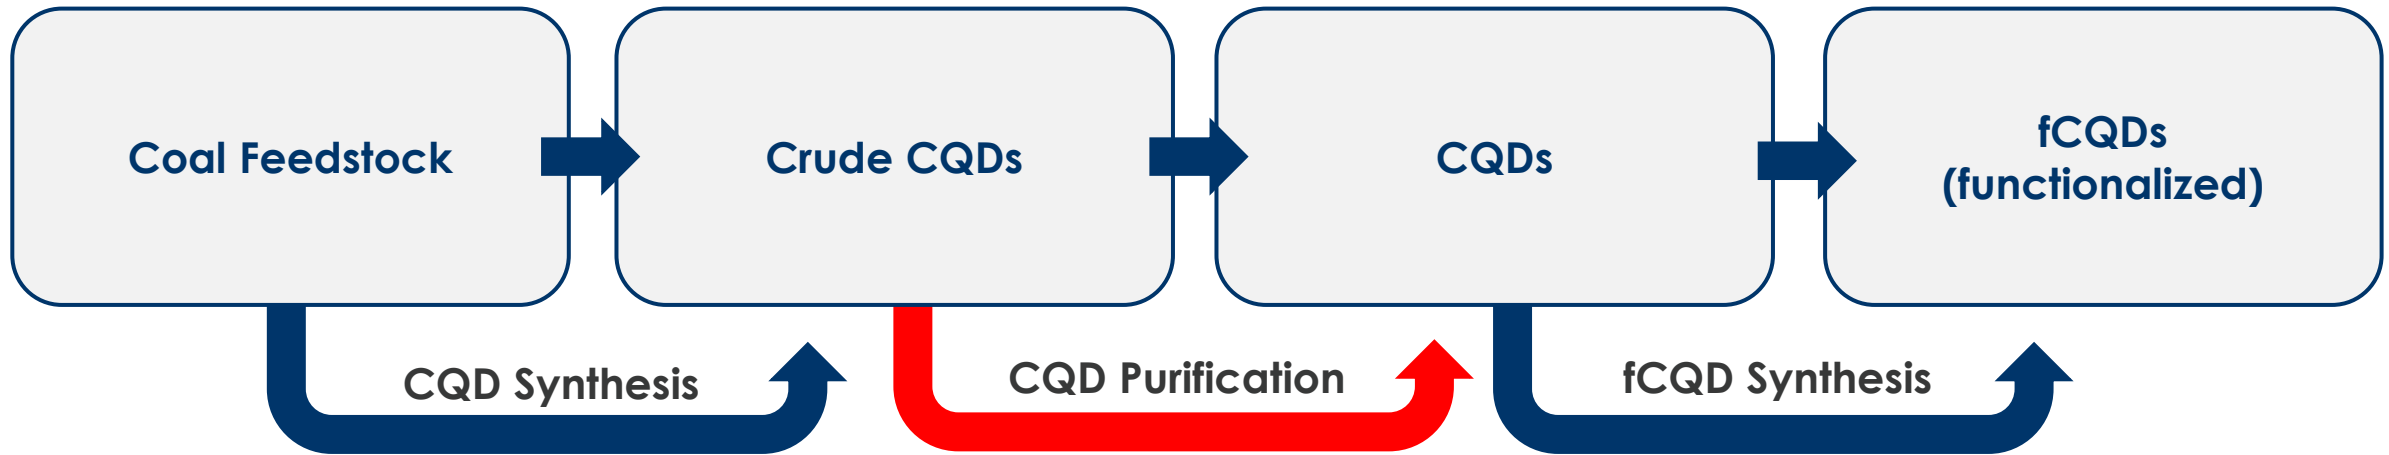 Coal Feedstock
Crude CQDs
CQDs
fCQDs
(functionalized)
CQD Synthesis
CQD Purification
fCQD Synthesis